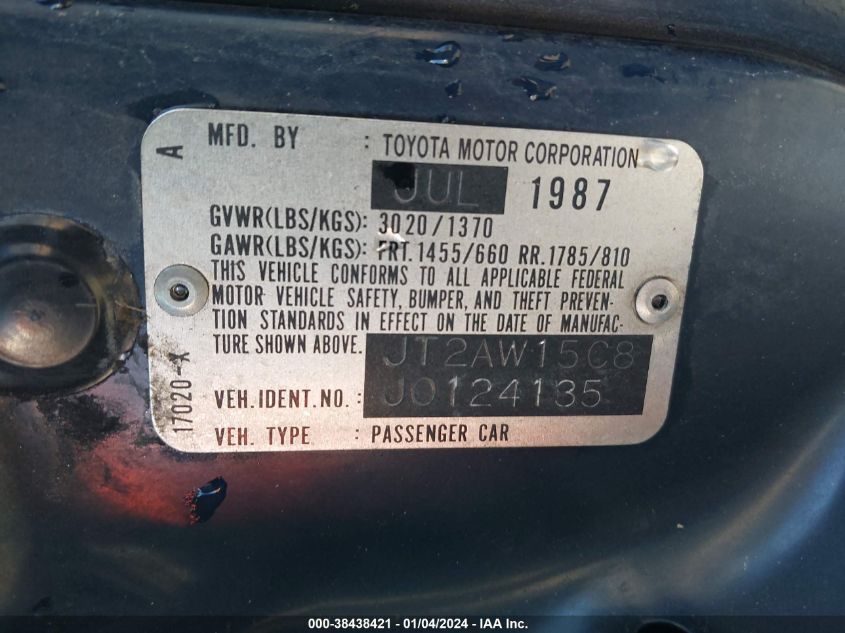 A
MFD. BY : TOYOTA MOTOR CORPORATION
JUL 1987
GVWR(LBS/KGS): 3020/1370
GAWR(LBS/KGS): FRT. 1455/660 RR. 1785/810
THIS VEHICLE CONFORMS TO ALL APPLICABLE FEDERAL
MOTOR VEHICLE SAFETY, BUMPER, AND THEFT PREVEN-
TION STANDARDS IN EFFECT ON THE DATE OF MANUFAC-
TURE SHOWN ABOVE.
JT2AW15C8
VEH. IDENT. NO. : J0124135
VEH. TYPE : PASSENGER CAR
17020-X
000-38438421 - 01/04/2024 - IAA Inc.